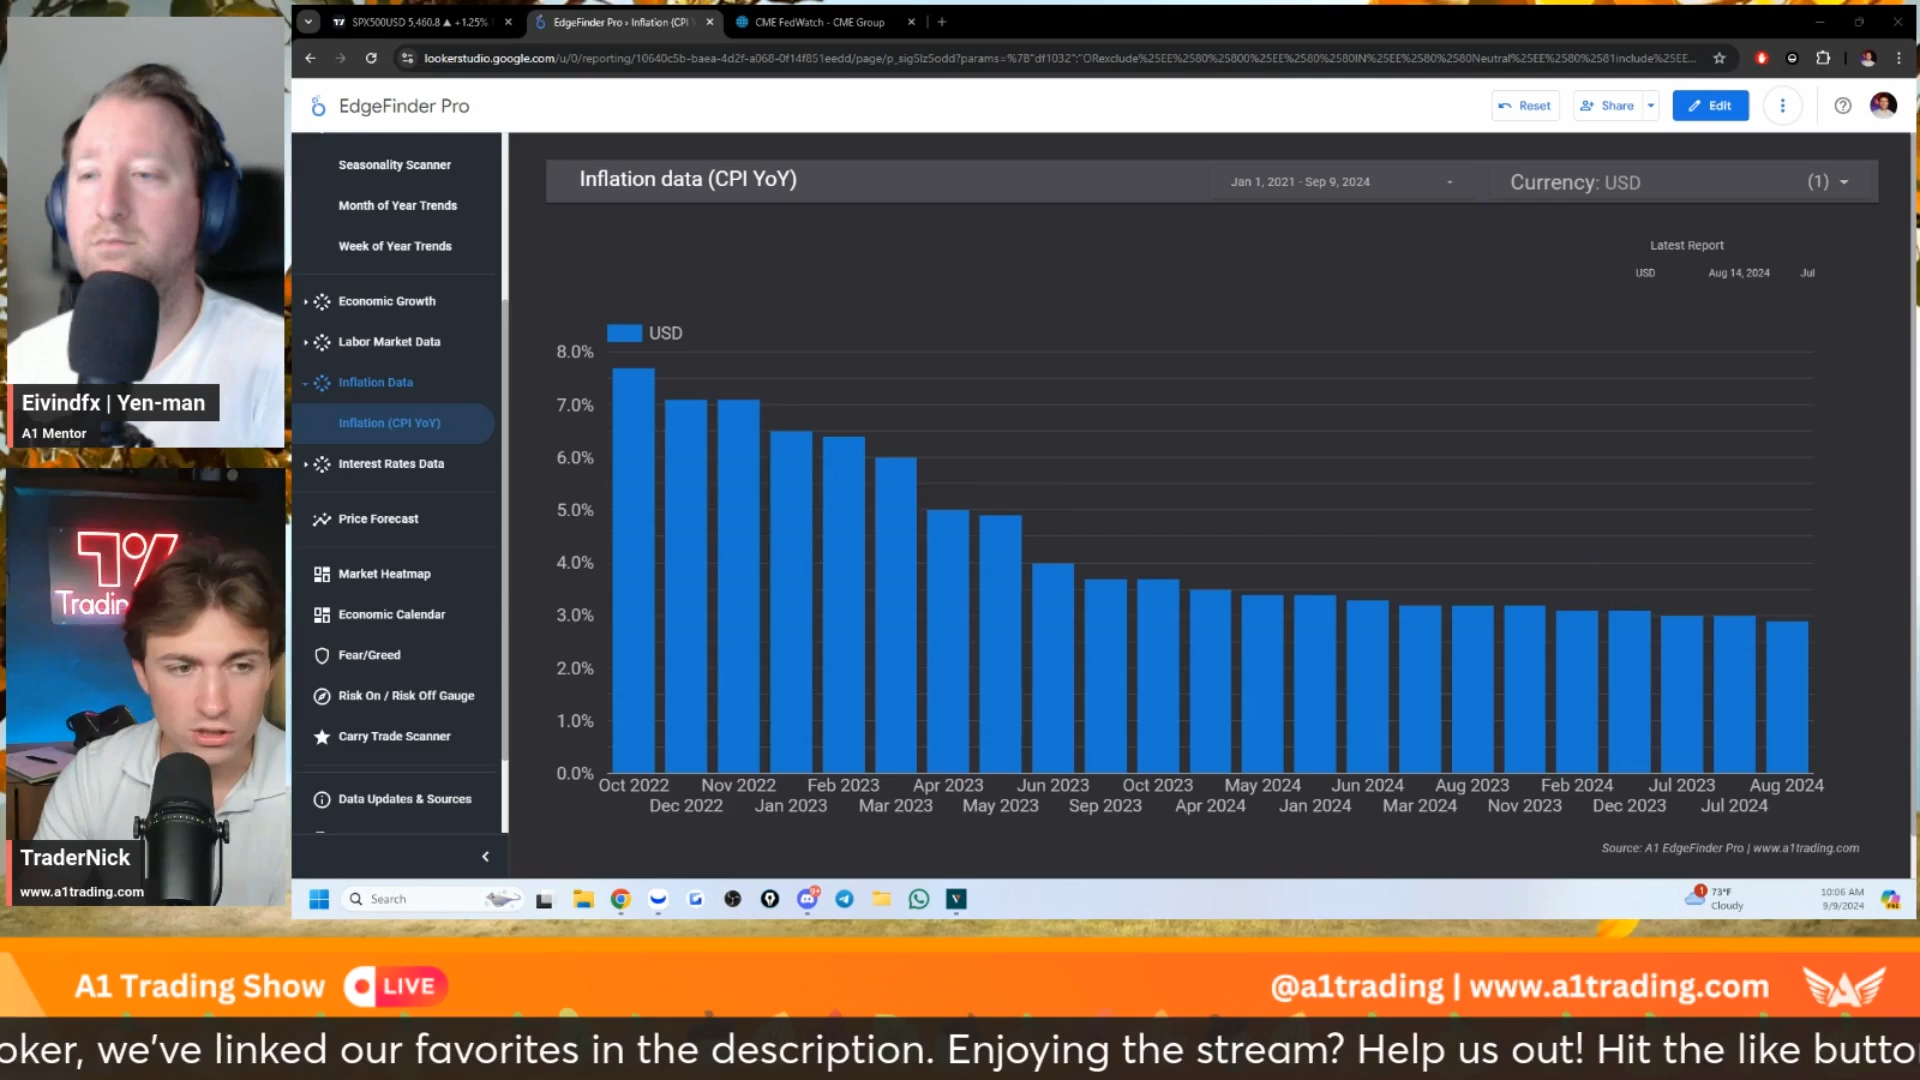 SPX500USD 5,460.8 ▲ +1.25%
EdgeFinder Pro › Inflation (CPI Y
CME FedWatch - CME Group
lookerstudio.google.com/u/0/reporting/10640c5b-baea-4d2f-a068-0f14f851eedd/page/p_sig5lz5odd?params=%7B"df1032":"ORexclude%25EE%2580%25800%25EE%2580%2580IN%25EE%2580%2580Neutral%25EE%2580%2581include%25EE...
EdgeFinder Pro
Reset
Share
Edit
Seasonality Scanner
Month of Year Trends
Week of Year Trends
Economic Growth
Labor Market Data
Inflation Data
Inflation (CPI YoY)
Interest Rates Data
Price Forecast
Market Heatmap
Economic Calendar
Fear/Greed
Risk On / Risk Off Gauge
Carry Trade Scanner
Data Updates & Sources
Inflation data (CPI YoY)
Jan 1, 2021 - Sep 9, 2024
Currency: USD (1)
Latest Report
USD Aug 14, 2024 Jul
USD
8.0%
7.0%
6.0%
5.0%
4.0%
3.0%
2.0%
1.0%
0.0%
Oct 2022 Nov 2022 Feb 2023 Apr 2023 Jun 2023 Oct 2023 May 2024 Jun 2024 Aug 2023 Feb 2024 Jul 2023 Aug 2024
Dec 2022 Jan 2023 Mar 2023 May 2023 Sep 2023 Apr 2024 Jan 2024 Mar 2024 Nov 2023 Dec 2023 Jul 2024
Source: A1 EdgeFinder Pro | www.a1trading.com
Eivindfx | Yen-man
A1 Mentor
Tradin
TraderNick
www.a1trading.com
Search
73°F
Cloudy
10:06 AM
9/9/2024
A1 Trading Show LIVE
@a1trading | www.a1trading.com
oker, we've linked our favorites in the description. Enjoying the stream? Help us out! Hit the like butto